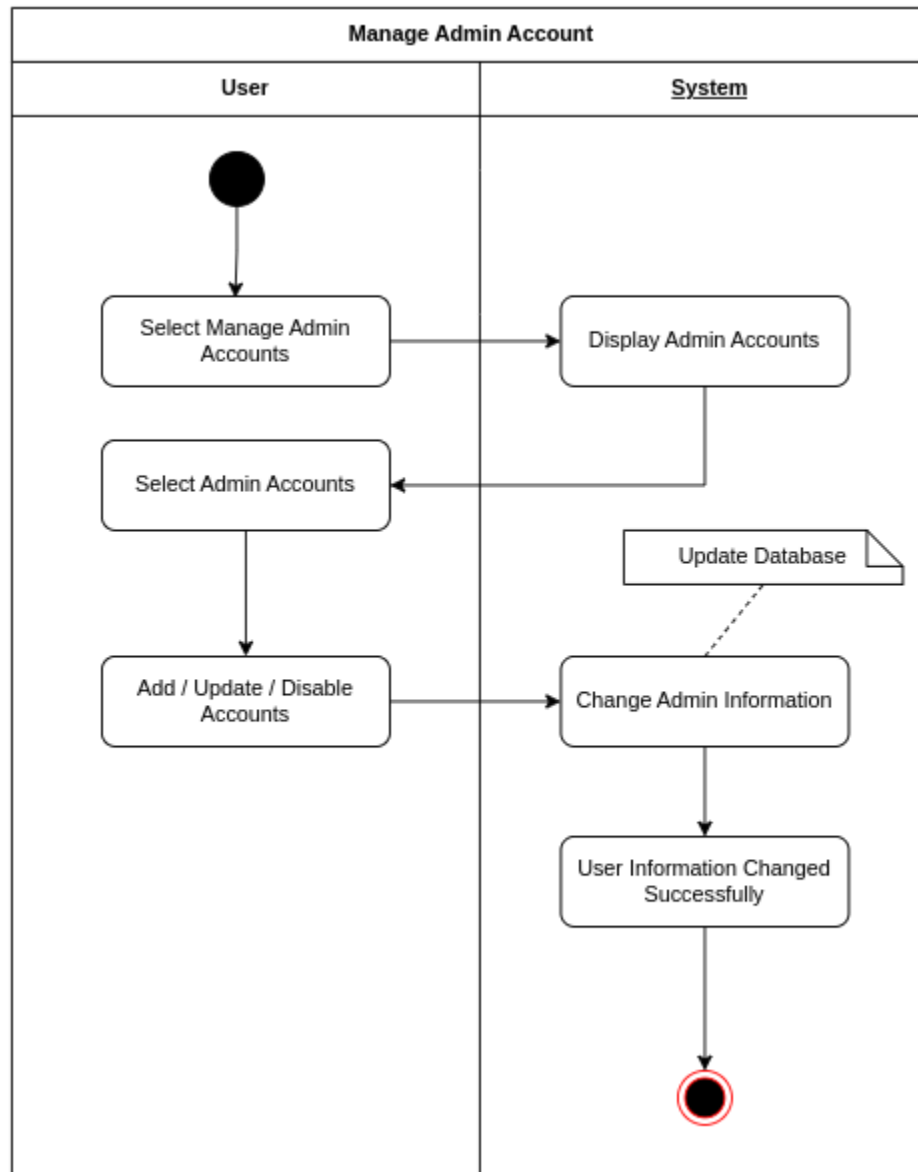 Manage Admin Account
User
System
Select Manage Admin
Accounts
Display Admin Accounts
Select Admin Accounts
Update Database
Add / Update / Disable
Accounts
Change Admin Information
User Information Changed
Successfully